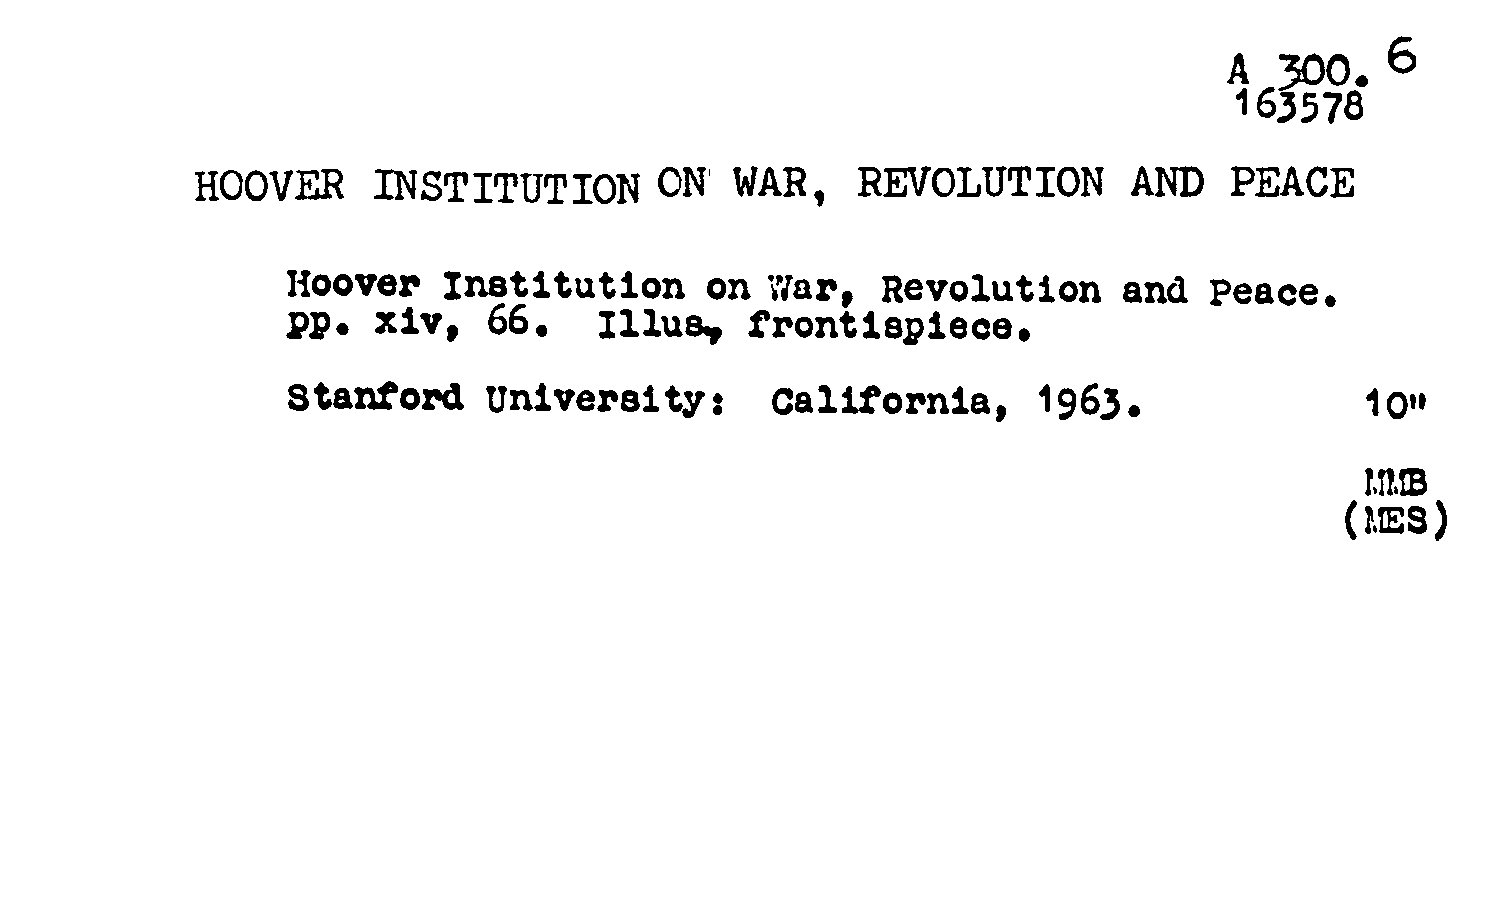 A 300.6
163578
HOOVER INSTITUTION ON WAR, REVOLUTION AND PEACE
Hoover Institution on War, Revolution and Peace.
pp. xiv, 66. Illus, frontispiece.
Stanford University: California, 1963. 10"
MMB
(MES)